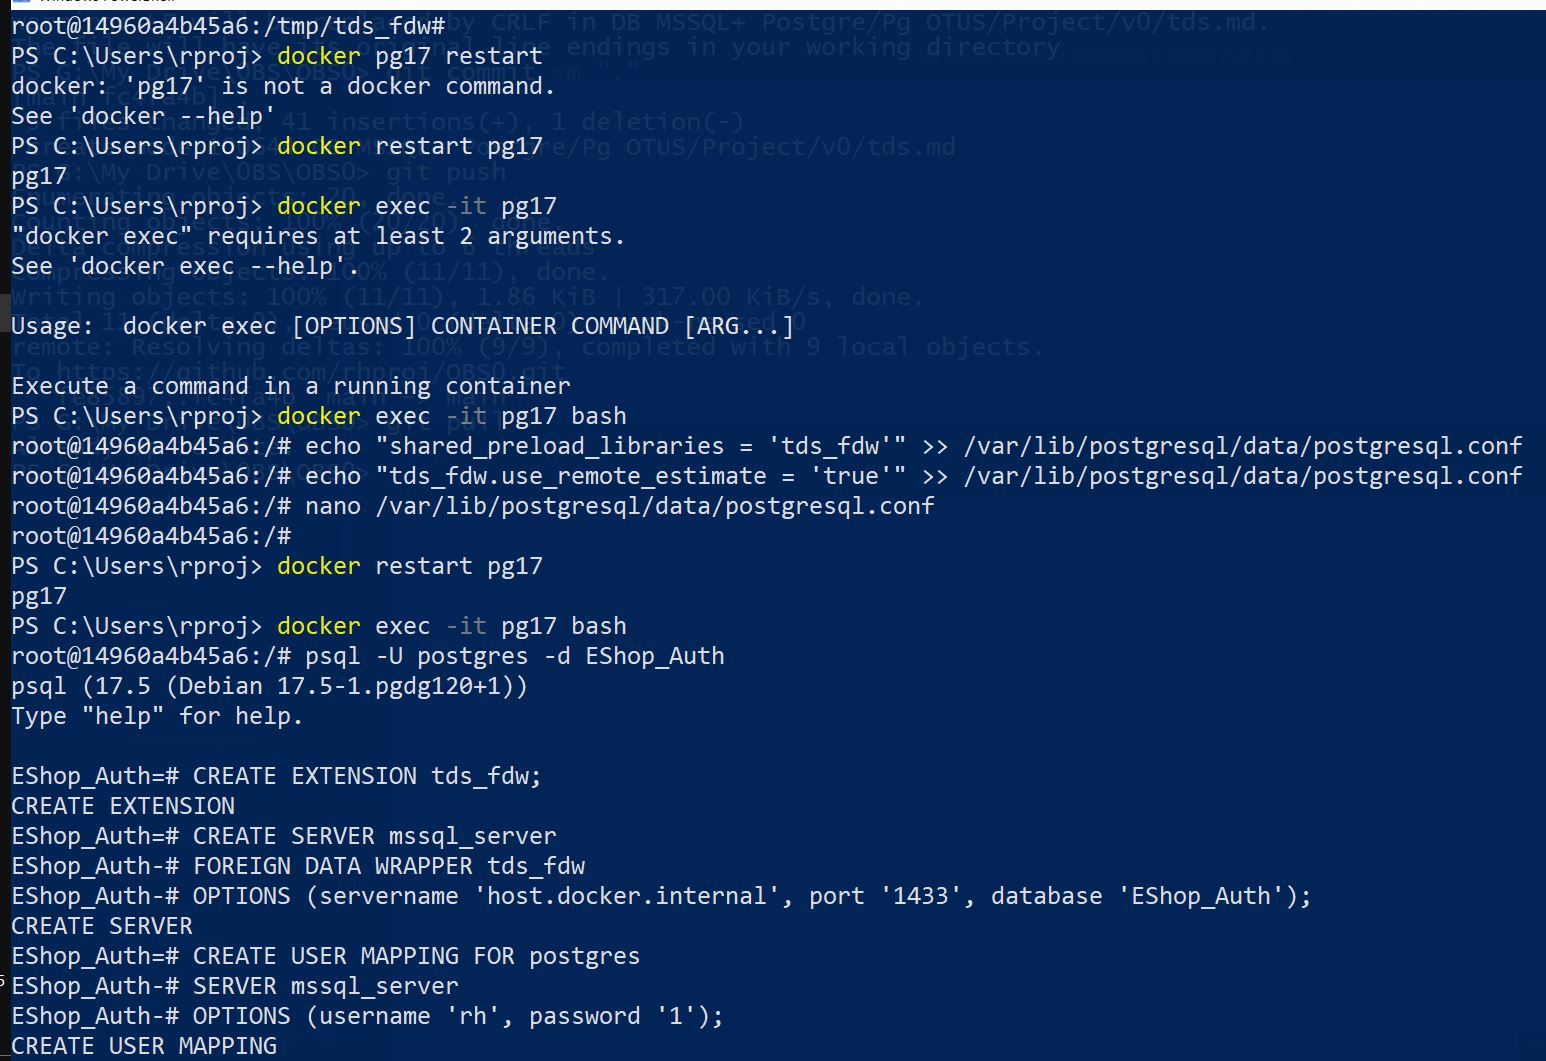 root@14960a4b45a6:/tmp/tds_fdw#
PS C:\Users\rproj> docker pg17 restart
docker: 'pg17' is not a docker command.
See 'docker --help'
PS C:\Users\rproj> docker restart pg17
pg17
PS C:\Users\rproj> docker exec -it pg17
"docker exec" requires at least 2 arguments.
See 'docker exec --help'.
Usage:  docker exec [OPTIONS] CONTAINER COMMAND [ARG...]
Execute a command in a running container
PS C:\Users\rproj> docker exec -it pg17 bash
root@14960a4b45a6:/# echo "shared_preload_libraries = 'tds_fdw'" >> /var/lib/postgresql/data/postgresql.conf
root@14960a4b45a6:/# echo "tds_fdw.use_remote_estimate = 'true'" >> /var/lib/postgresql/data/postgresql.conf
root@14960a4b45a6:/# nano /var/lib/postgresql/data/postgresql.conf
root@14960a4b45a6:/#
PS C:\Users\rproj> docker restart pg17
pg17
PS C:\Users\rproj> docker exec -it pg17 bash
root@14960a4b45a6:/# psql -U postgres -d EShop_Auth
psql (17.5 (Debian 17.5-1.pgdg120+1))
Type "help" for help.
EShop_Auth=# CREATE EXTENSION tds_fdw;
CREATE EXTENSION
EShop_Auth=# CREATE SERVER mssql_server
EShop_Auth-# FOREIGN DATA WRAPPER tds_fdw
EShop_Auth-# OPTIONS (servername 'host.docker.internal', port '1433', database 'EShop_Auth');
CREATE SERVER
EShop_Auth=# CREATE USER MAPPING FOR postgres
EShop_Auth-# SERVER mssql_server
EShop_Auth-# OPTIONS (username 'rh', password '1');
CREATE USER MAPPING